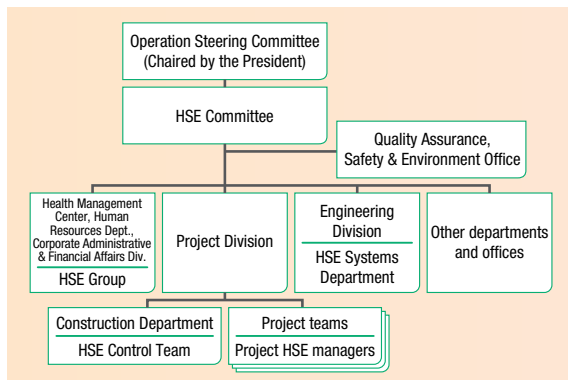 Operation Steering Committee
(Chaired by the President)
HSE Committee
Quality Assurance,
Safety & Environment Office
Health Management
Center, Human
Resources Dept.,
Corporate Administrative
& Financial Affairs Div.
HSE Group
Project Division
Engineering
Division
HSE Systems
Department
Other departments
and offices
Construction Department
HSE Control Team
Project teams
Project HSE managers